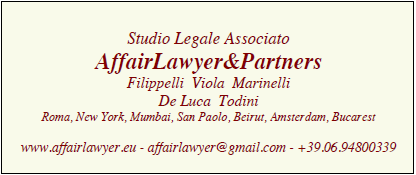 Studio Legale Associato
AffairLawyer&Partners
Filippelli Viola Marinelli
De Luca Todini
Roma, New York, Mumbai, San Paolo, Beirut, Amsterdam, Bucarest
www.affairlawyer.eu - affairlawyer@gmail.com - +39.06.94800339